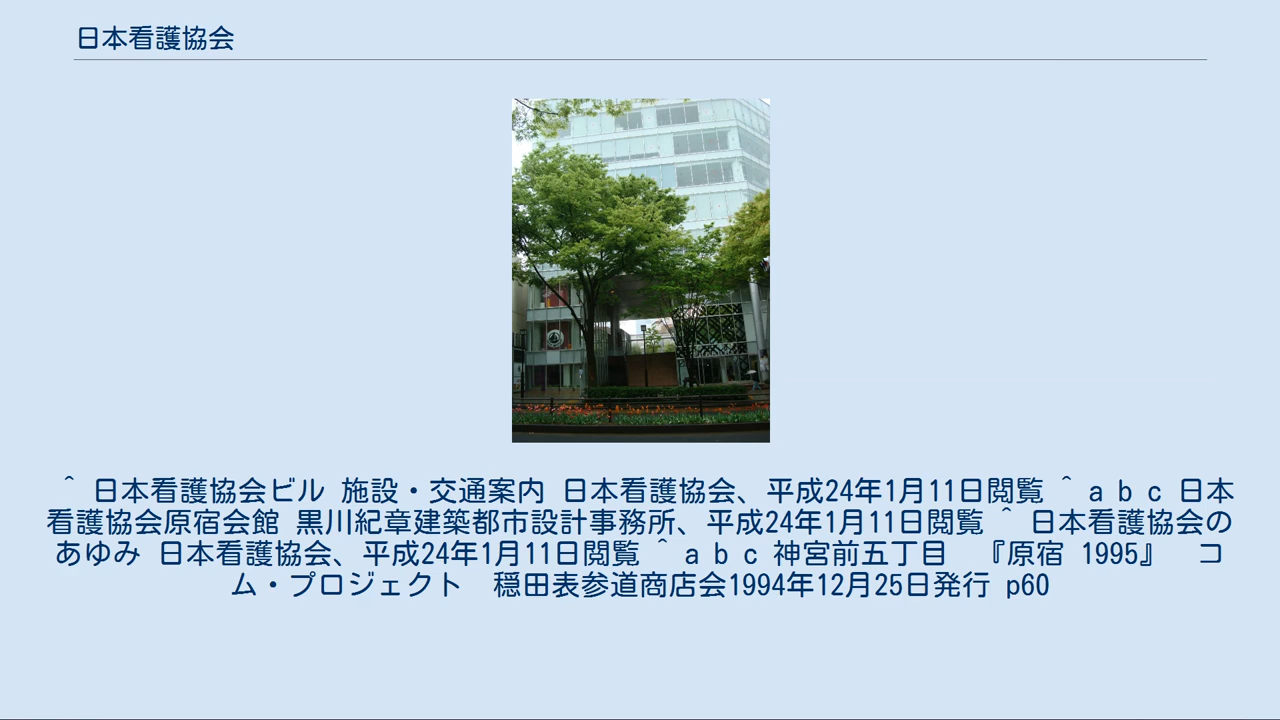 日本看護協会
^ 日本看護協会ビル 施設・交通案内 日本看護協会、平成24年1月11日閲覧 ^ a b c 日本
看護協会原宿会館 黒川紀章建築都市設計事務所、平成24年1月11日閲覧 ^ 日本看護協会の
あゆみ 日本看護協会、平成24年1月11日閲覧 ^ a b c 神宮前五丁目　『原宿 1995』　コ
ム・プロジェクト　穏田表参道商店会1994年12月25日発行 p60